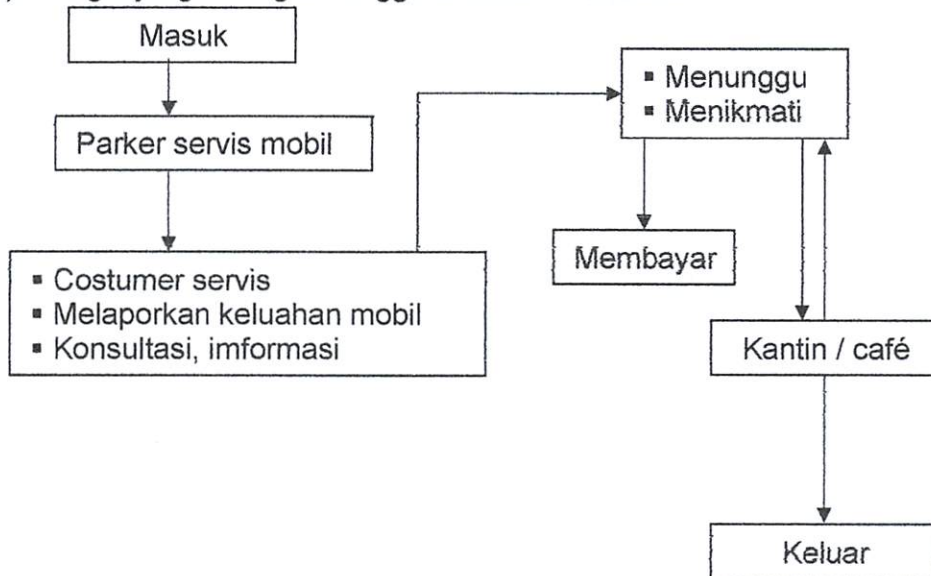 Masuk
Parker servis mobil
▪ Costumer servis
▪ Melaporkan keluahan mobil
▪ Konsultasi, imformasi
▪ Menunggu
▪ Menikmati
Membayar
Kantin / café
Keluar